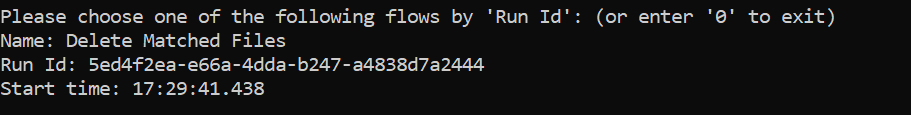 Please choose one of the following flows by 'Run Id': (or enter '0' to exit)
Name: Delete Matched Files
Run Id: 5ed4f2ea-e66a-4dda-b247-a4838d7a2444
Start time: 17:29:41.438